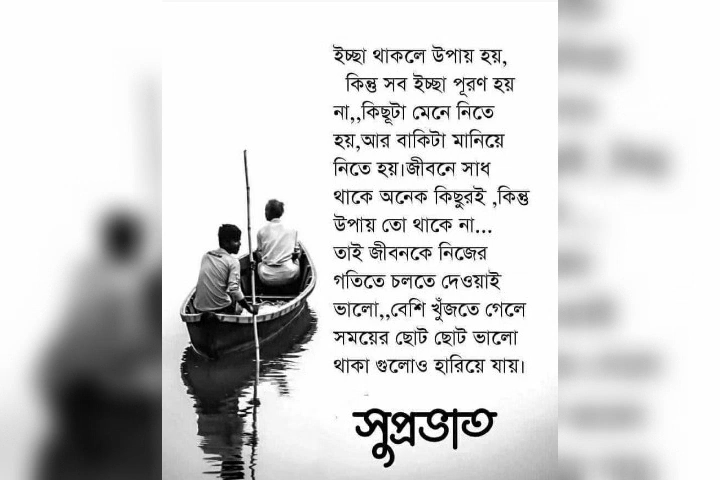 ইচ্ছা থাকলে উপায় হয়,
কিন্তু সব ইচ্ছা পূরণ হয়
না,,কিছূটা মেনে নিতে
হয়,আর বাকিটা মানিয়ে
নিতে হয়।জীবনে সাধ
থাকে অনেক কিছুরই ,কিন্তু
উপায় তো থাকে না...
তাই জীবনকে নিজের
গতিতে চলতে দেওয়াই
ভালো,,বেশি খুঁজতে গেলে
সময়ের ছোট ছোট ভালো
থাকা গুলোও হারিয়ে যায়।
সুপ্রভাত